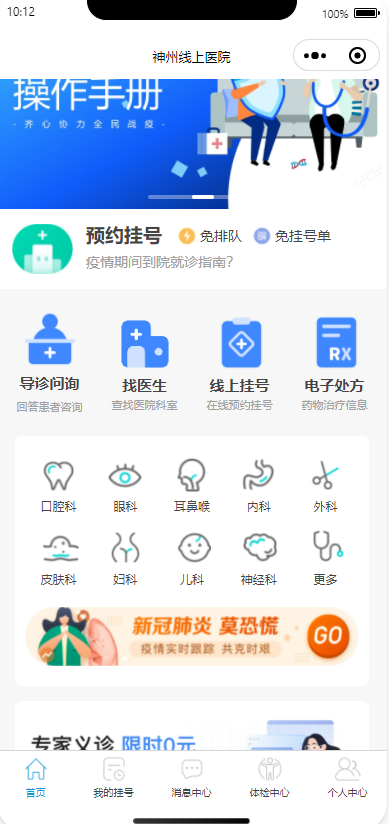 10:12
100%
神州线上医院
操作手册
- 齐心协力全民战疫 -
预约挂号 免排队 免挂号单
疫情期间到院就诊指南?
RX
导诊问询 找医生 线上挂号 电子处方
回答患者咨询 查找医院科室 在线预约挂号 药物治疗信息
口腔科 眼科 耳鼻喉 内科 外科
皮肤科 妇科 儿科 神经科 更多
新冠肺炎 莫恐慌
疫情实时跟踪 共克时艰
GO
专家义诊 限时0元
首页 我的挂号 消息中心 体检中心 个人中心